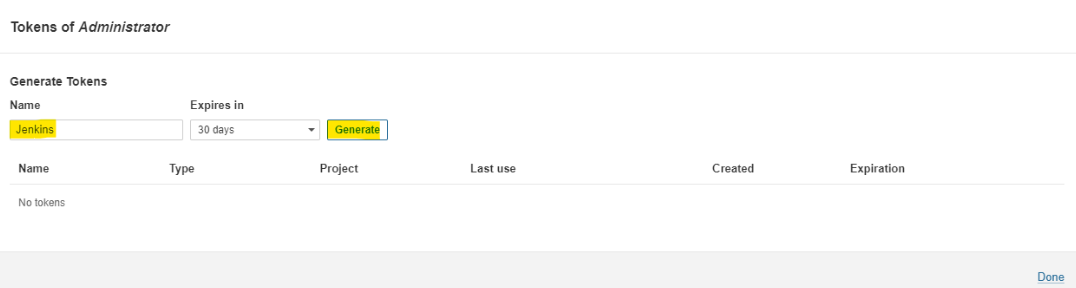 Tokens of Administrator
Generate Tokens
Name Expires in
Jenkins 30 days Generate
Name Type Project Last use Created Expiration
No tokens
Done